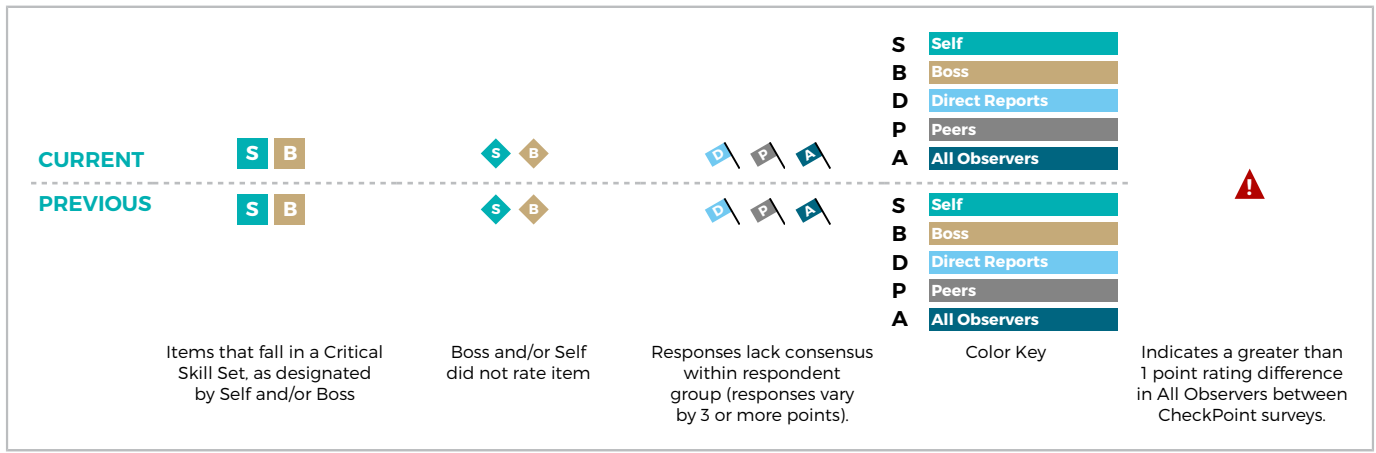 S Self
B Boss
D Direct Reports
P Peers
A All Observers
CURRENT S B S B D P A
PREVIOUS S B S B D P A
S Self
B Boss
D Direct Reports
P Peers
A All Observers
Items that fall in a Critical
Skill Set, as designated
by Self and/or Boss
Boss and/or Self
did not rate item
Responses lack consensus
within respondent
group (responses vary
by 3 or more points).
Color Key
Indicates a greater than
1 point rating difference
in All Observers between
CheckPoint surveys.